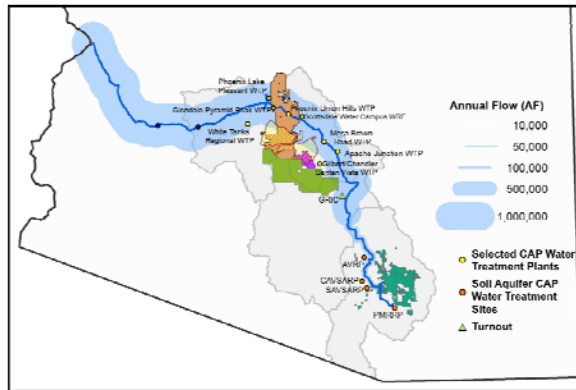 Phoenix Lake
Pleasant WTP
Glendale Pyramid Peak WTP
Phoenix Union Hills WTP
Scottsdale Water Campus WRF
White Tanks
Regional WTP
Mesa Brown
Road WTP
Apache Junction WTP
Gilbert/Chandler
Santan Vista WTP
AVRP
CAVSARP
SAVSARP
PMRRP
Annual Flow (AF)
10,000
50,000
100,000
500,000
1,000,000
Selected CAP Water
Treatment Plants
Soil Aquifer CAP
Water Treatment
Sites
Turnout